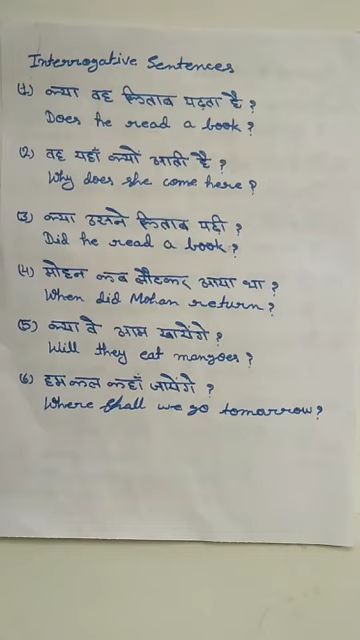 Interrogative Sentences
(1) क्या वह किताब पढ़ता है ?
Does he read a book ?
(2) वह यहाँ क्यों आती है ?
Why does she come here ?
(3) क्या उसने किताब पढ़ी ?
Did he read a book ?
(4) मोहन कब लौटकर आया था ?
When did Mohan return ?
(5) क्या वे आम खायेंगे ?
Will they eat mangoes ?
(6) हम कल कहाँ जायेंगे ?
Where shall we go tomorrow ?